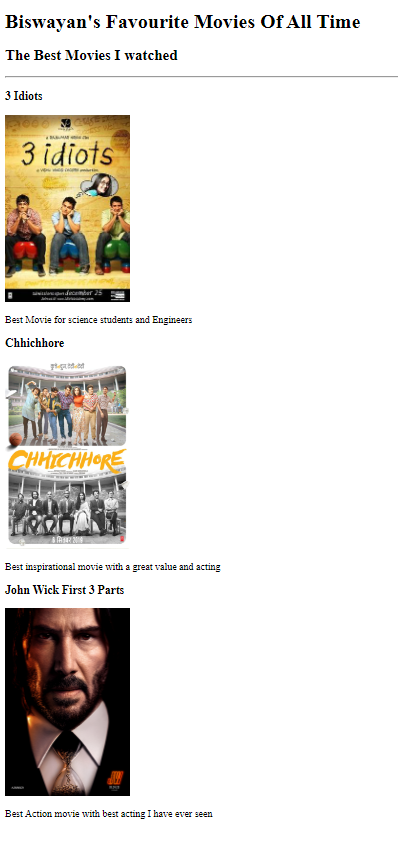 Biswayan's Favourite Movies Of All Time
The Best Movies I watched
3 Idiots
3 idiots
december 25
Best Movie for science students and Engineers
Chhichhore
CHHICHHORE
Best inspirational movie with a great value and acting
John Wick First 3 Parts
Best Action movie with best acting I have ever seen